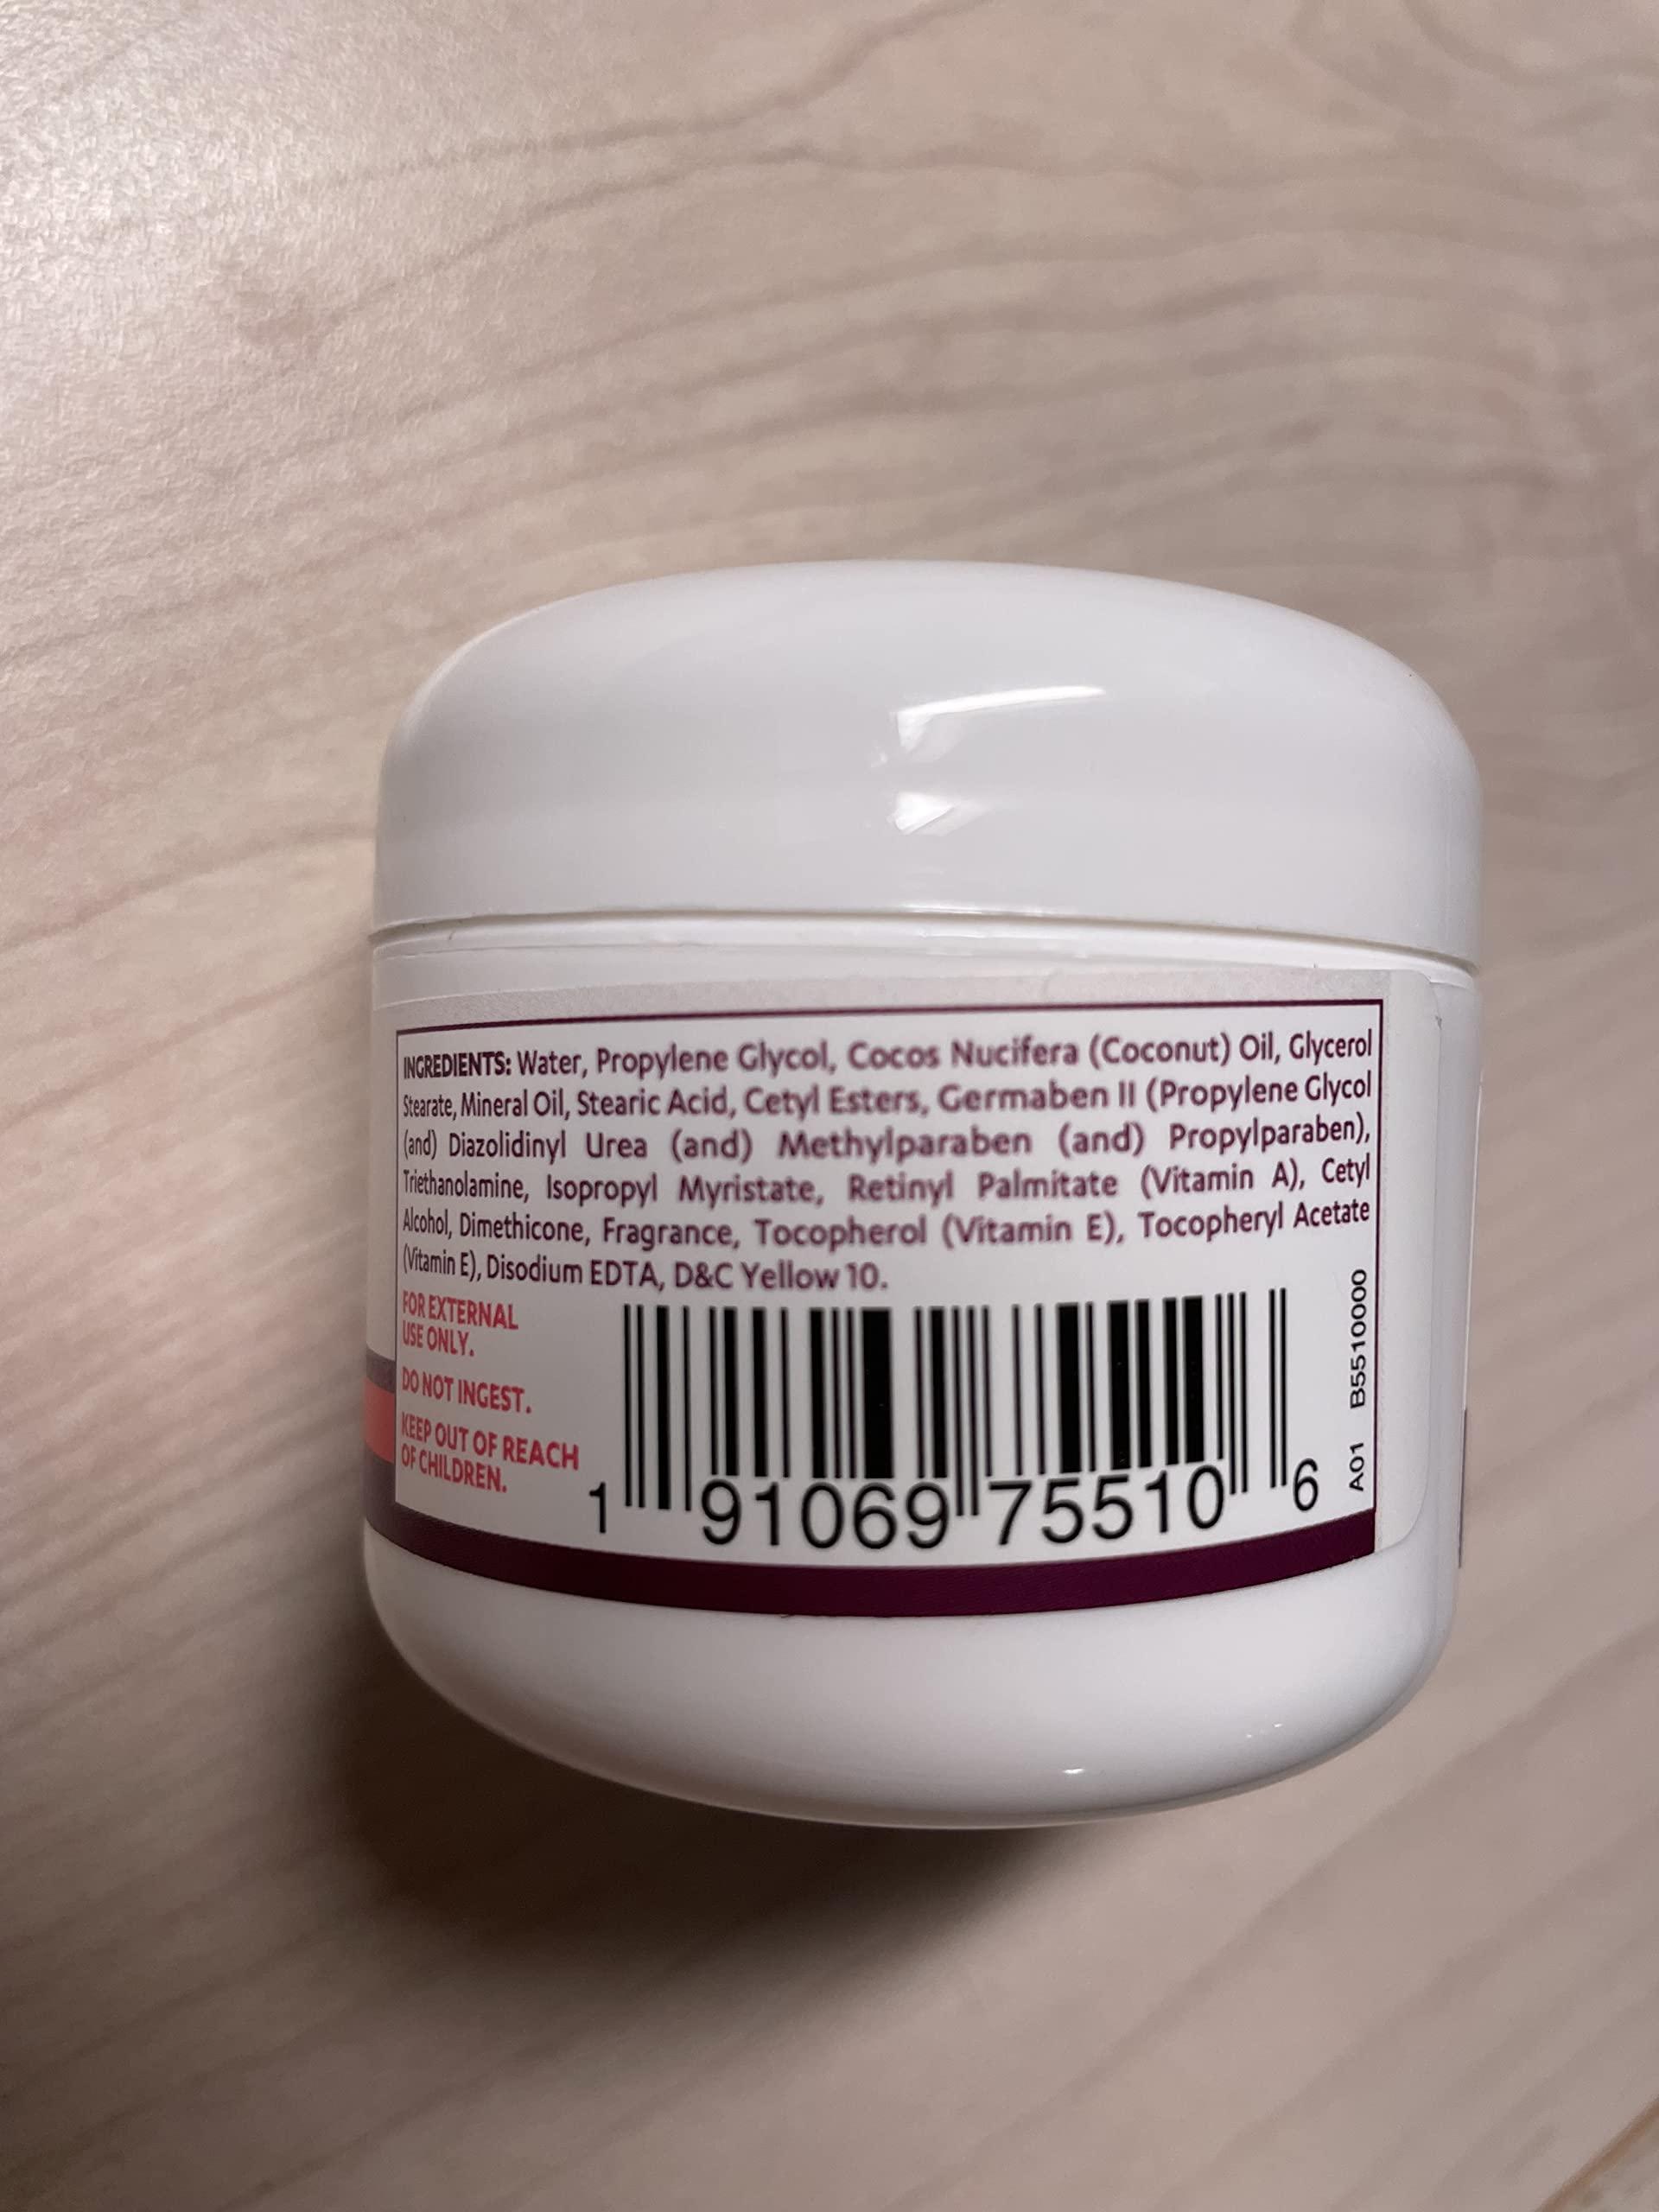 INGREDIENTS: Water, Propylene Glycol, Cocos Nucifera (Coconut) Oil, Glycerol
Stearate, Mineral Oil, Stearic Acid, Cetyl Esters, Germaben II (Propylene Glycol
(and) Diazolidinyl Urea (and) Methylparaben (and) Propylparaben),
Triethanolamine, Isopropyl Myristate, Retinyl Palmitate (Vitamin A), Cetyl
Alcohol, Dimethicone, Fragrance, Tocopherol (Vitamin E), Tocopheryl Acetate
(Vitamin E), Disodium EDTA, D&C Yellow 10.
FOR EXTERNAL
USE ONLY.
DO NOT INGEST.
KEEP OUT OF REACH
OF CHILDREN.
1 91069 75510 6
A01 B5510000